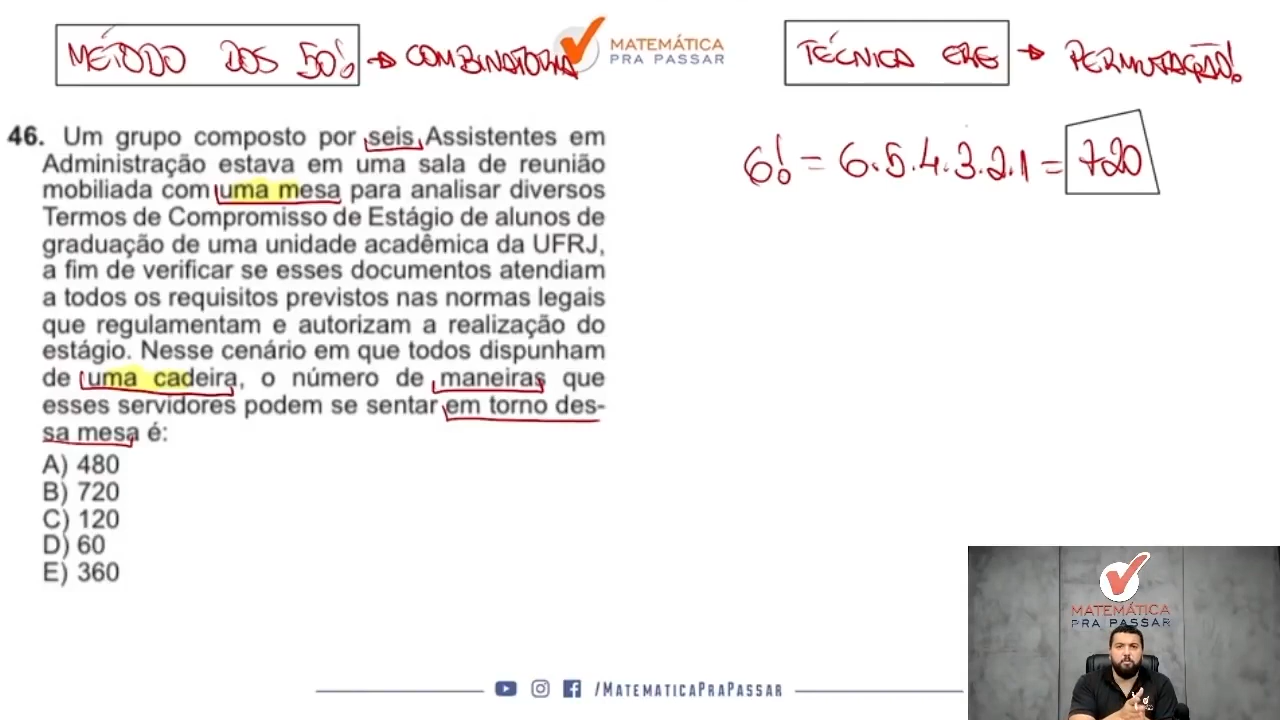 MÉTODO DOS 50! → COMBINATÓRIA
MATEMÁTICA
PRA PASSAR
TÉCNICA ERE → PERMUTAÇÃO!
46. Um grupo composto por seis Assistentes em
Administração estava em uma sala de reunião
mobiliada com uma mesa para analisar diversos
Termos de Compromisso de Estágio de alunos de
graduação de uma unidade acadêmica da UFRJ,
a fim de verificar se esses documentos atendiam
a todos os requisitos previstos nas normas legais
que regulamentam e autorizam a realização do
estágio. Nesse cenário em que todos dispunham
de uma cadeira, o número de maneiras que
esses servidores podem se sentar em torno des-
sa mesa é:
A) 480
B) 720
C) 120
D) 60
E) 360
6! = 6.5.4.3.2.1 = 720
MATEMÁTICA
PRA PASSAR
/MATEMATICAPRAPASSAR